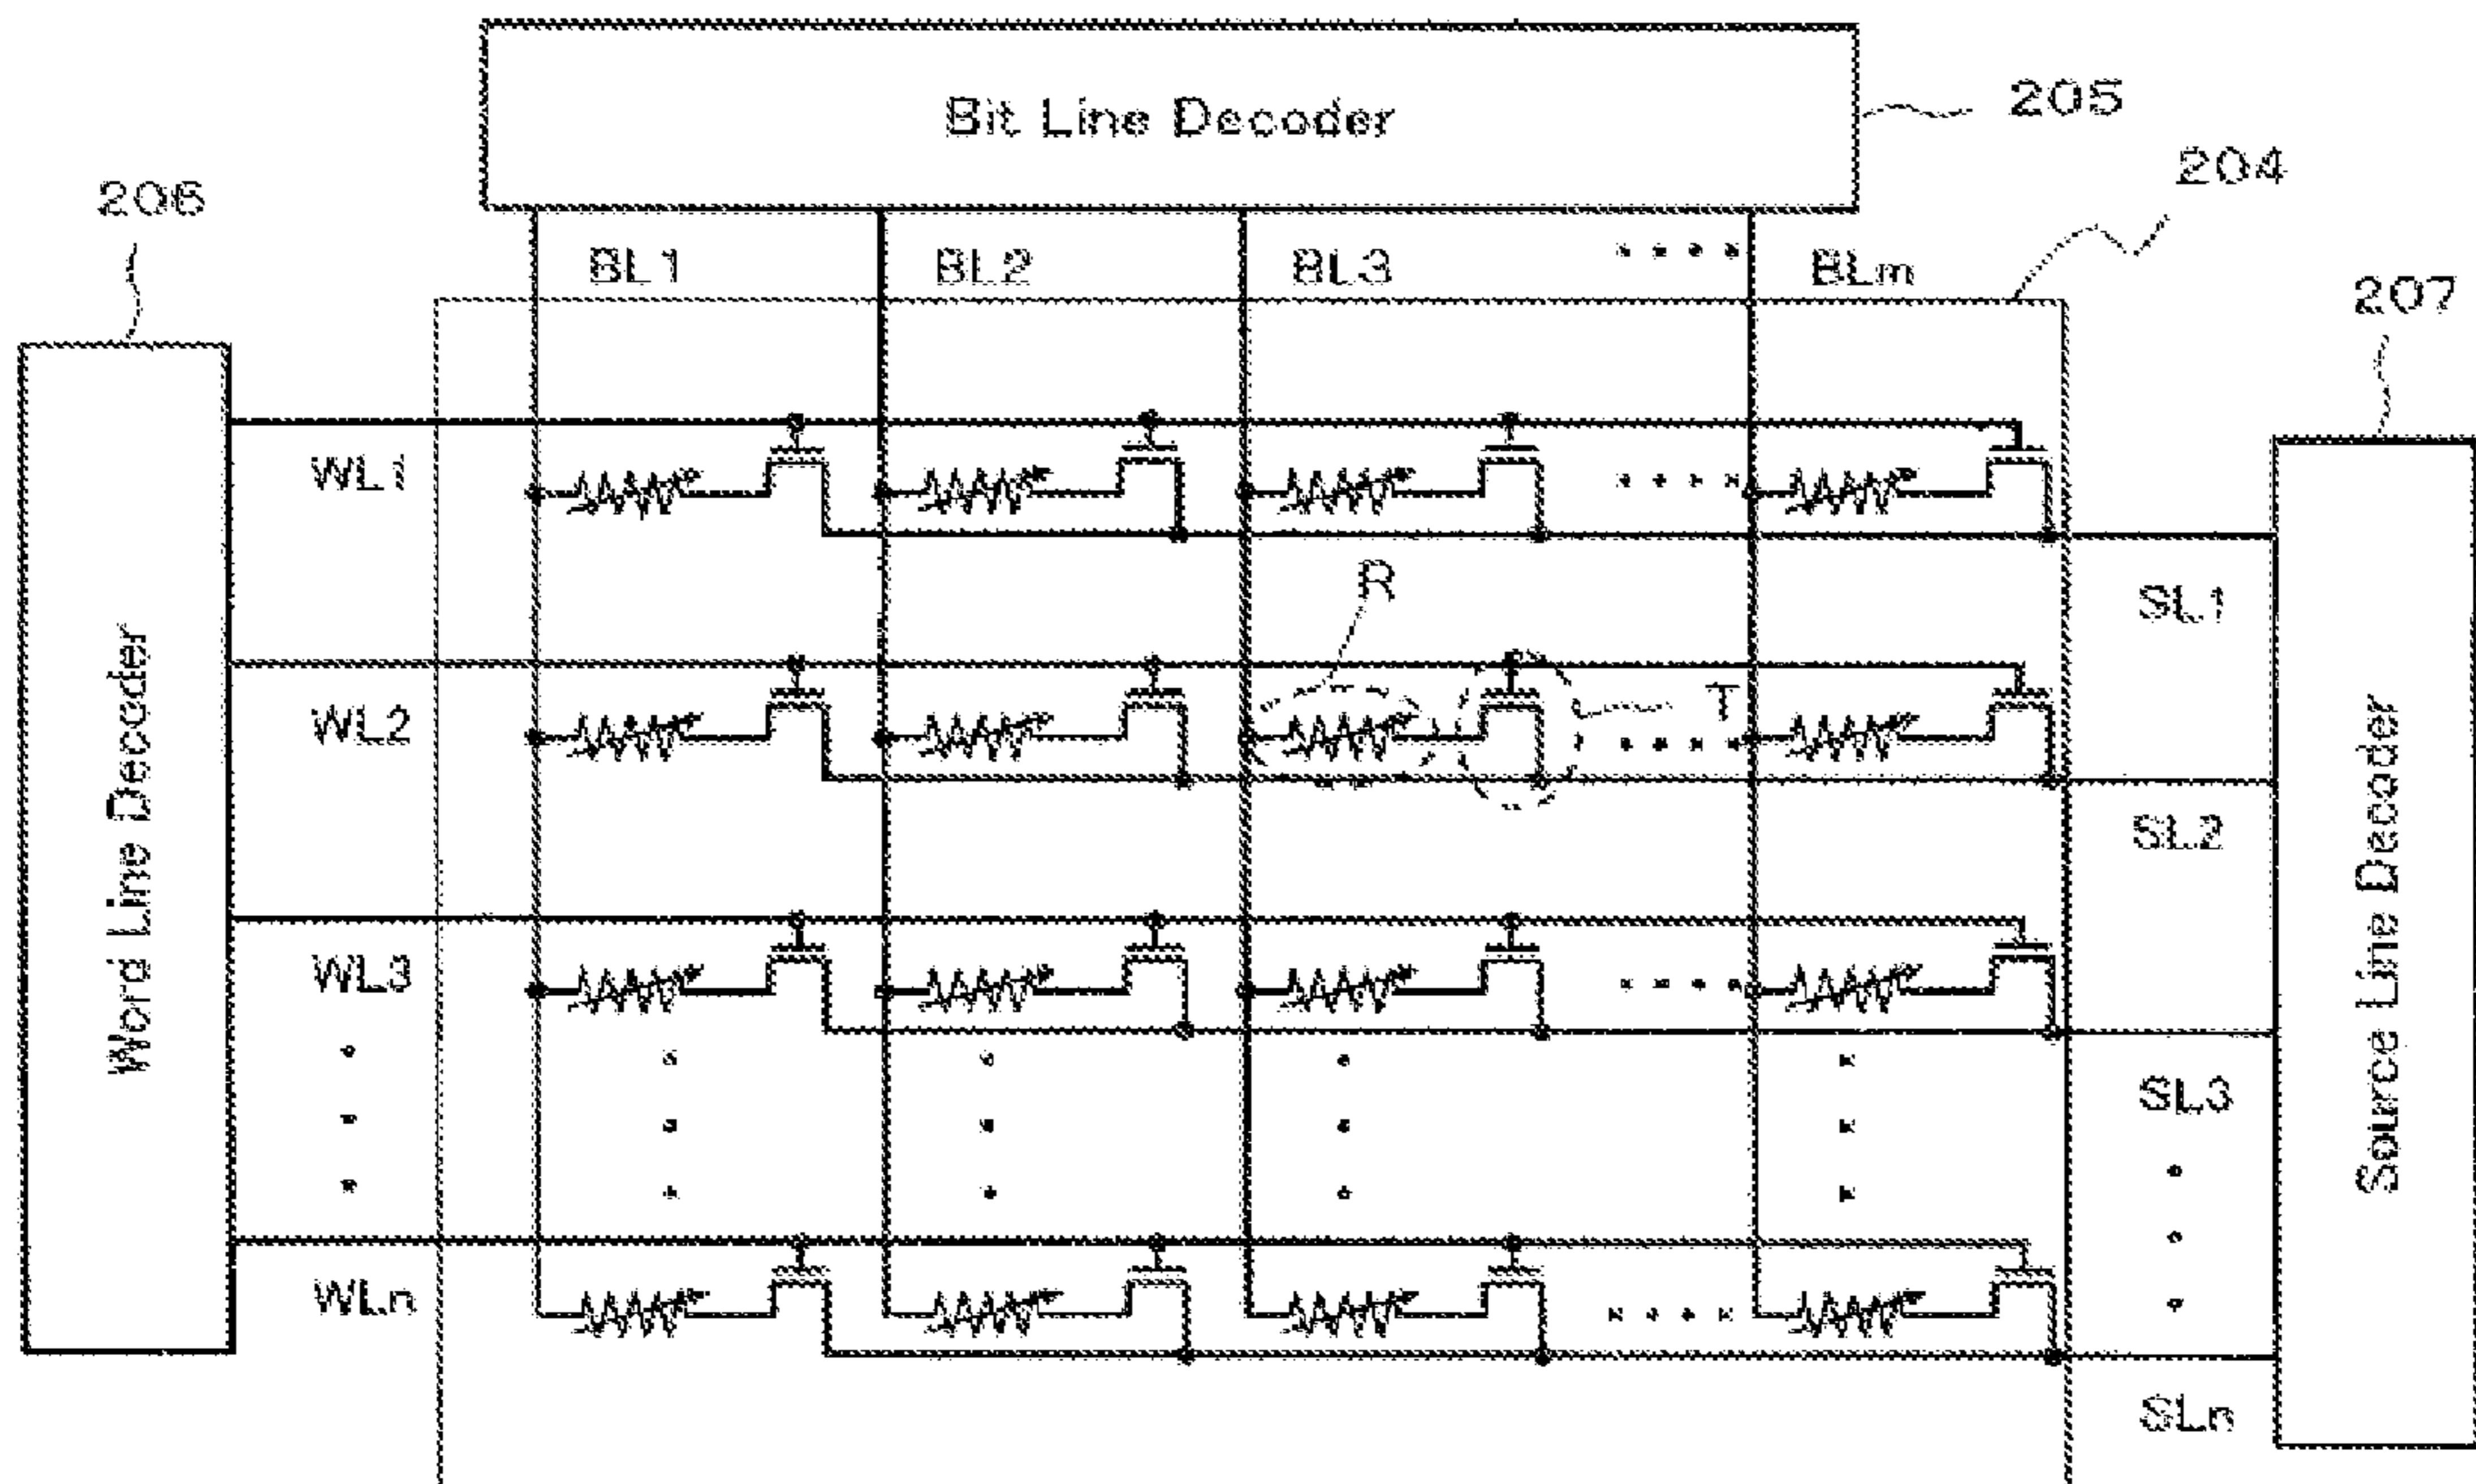 Bit Line Decoder
205
204
206
BL1 BL2 BL3 BLm
207
WL1
R
SL1
WL2
T
SL2
Word Line Decoder
Source Line Decoder
WL3
SL3
WLn
SLn